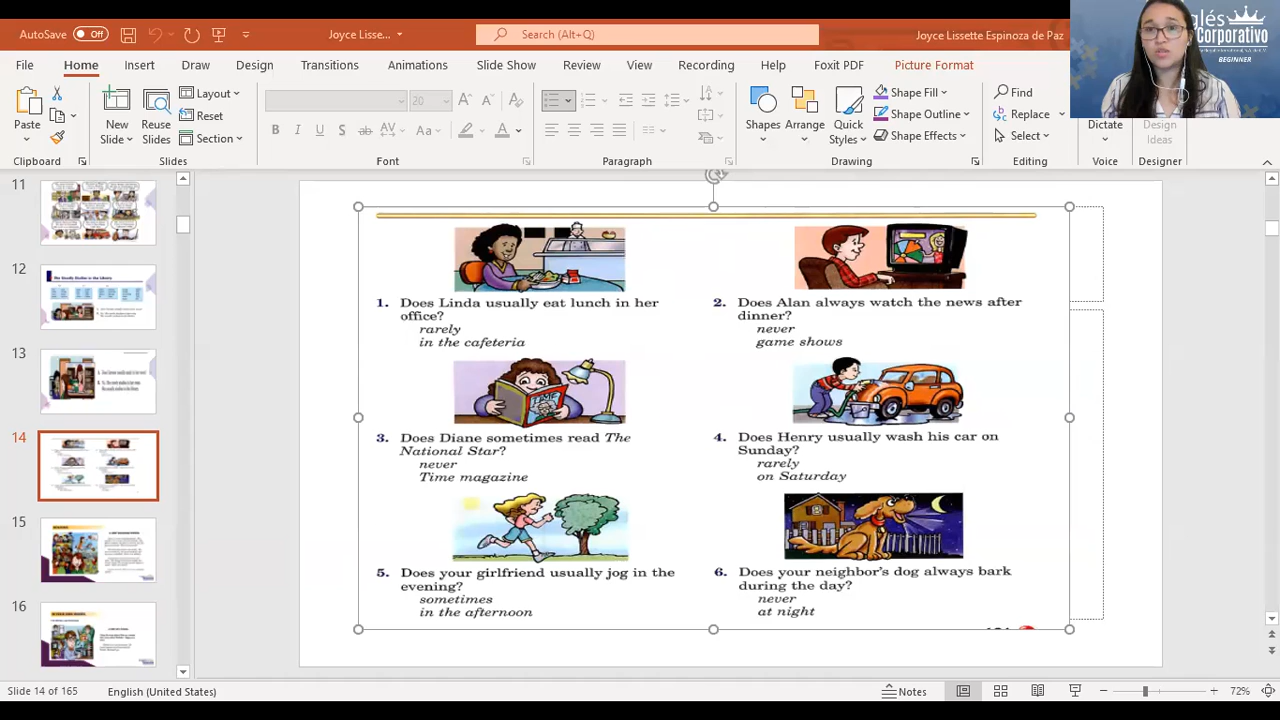 AutoSave
Off
Joyce Lisse...
Search (Alt+Q)
Joyce Lissette Espinoza de Paz
glés
Corporativo
BEGINNER
File
Home
Insert
Draw
Design
Transitions
Animations
Slide Show
Review
View
Recording
Help
Foxit PDF
Picture Format
Paste
New
Slide
Reuse
Slides
Layout
Reset
Section
20
B
I
U
S
ab
AV
Aa
A
Shapes
Arrange
Quick
Styles
Shape Fill
Shape Outline
Shape Effects
Find
Replace
Select
Dictate
Design
Ideas
Clipboard
Slides
Font
Paragraph
Drawing
Editing
Voice
Designer
11
12
13
14
15
16
1. Does Linda usually eat lunch in her
office?
rarely
in the cafeteria
2. Does Alan always watch the news after
dinner?
never
game shows
3. Does Diane sometimes read The
National Star?
never
Time magazine
4. Does Henry usually wash his car on
Sunday?
rarely
on Saturday
5. Does your girlfriend usually jog in the
evening?
sometimes
in the afternoon
6. Does your neighbor's dog always bark
during the day?
never
at night
Slide 14 of 165
English (United States)
Notes
72%